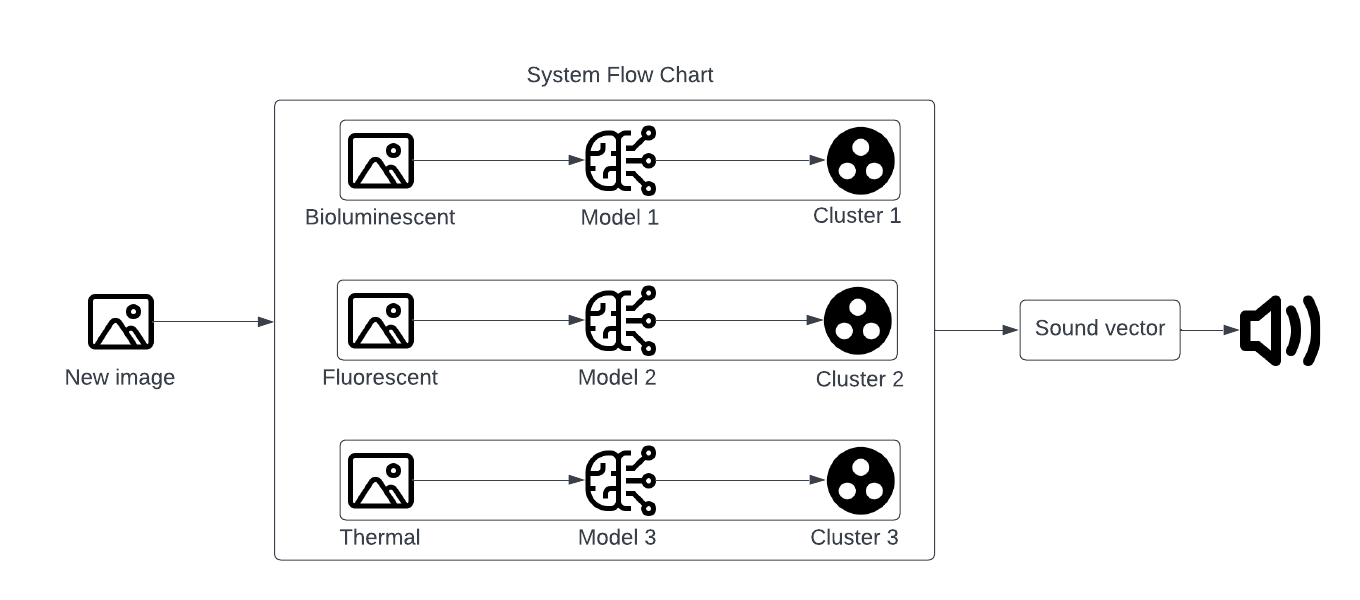 System Flow Chart
Bioluminescent
Model 1
Cluster 1
New image
Fluorescent
Model 2
Cluster 2
Sound vector
Thermal
Model 3
Cluster 3